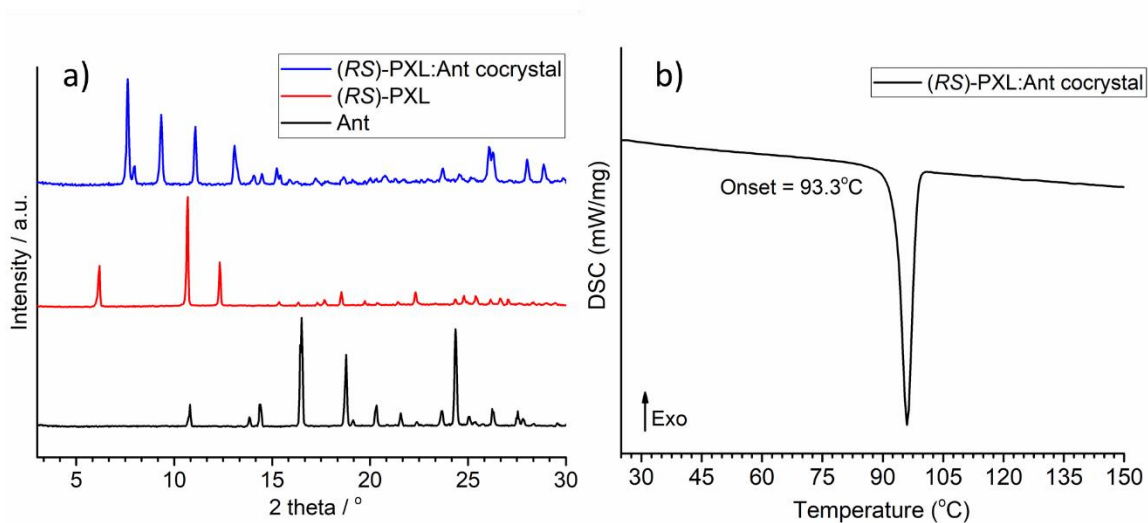 a)
(RS)-PXL:Ant cocrystal
(RS)-PXL
Ant
Intensity / a.u.
5 10 15 20 25 30
2 theta / °
b)
(RS)-PXL:Ant cocrystal
Onset = 93.3°C
DSC (mW/mg)
Exo
30 45 60 75 90 105 120 135 150
Temperature (°C)